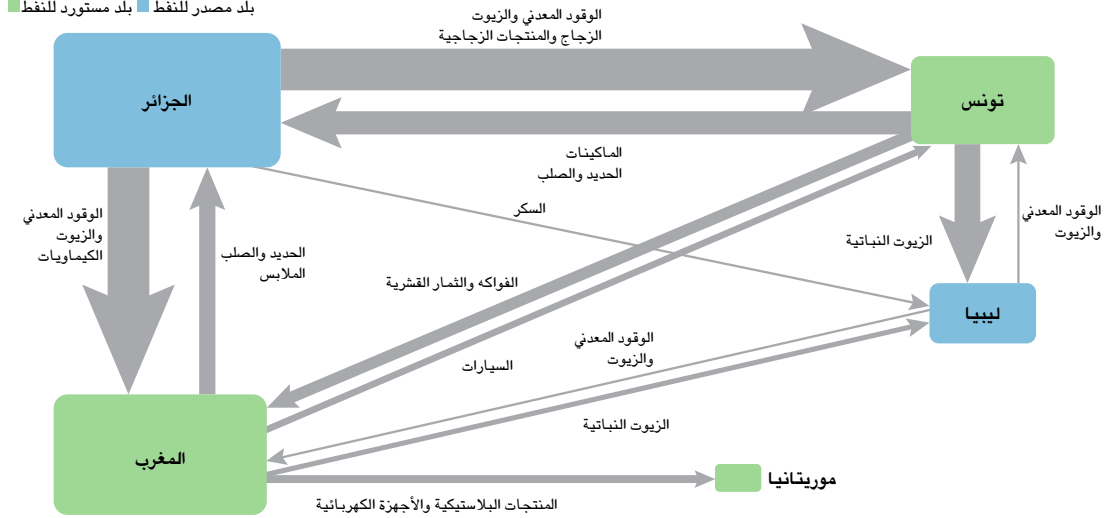 بلد مصدر للنفط بلد مستورد للنفط
الوقود المعدني والزيوت
الزجاج والمنتجات الزجاجية
الجزائر
تونس
الماكينات
الحديد والصلب
السكر
الوقود المعدني
والزيوت
الكيماويات
الحديد والصلب
الملابس
الزيوت النباتية
الوقود المعدني
والزيوت
الفواكه والثمار القشرية
ليبيا
الوقود المعدني
والزيوت
السيارات
الزيوت النباتية
المغرب
موريتانيا
المنتجات البلاستيكية والأجهزة الكهربائية